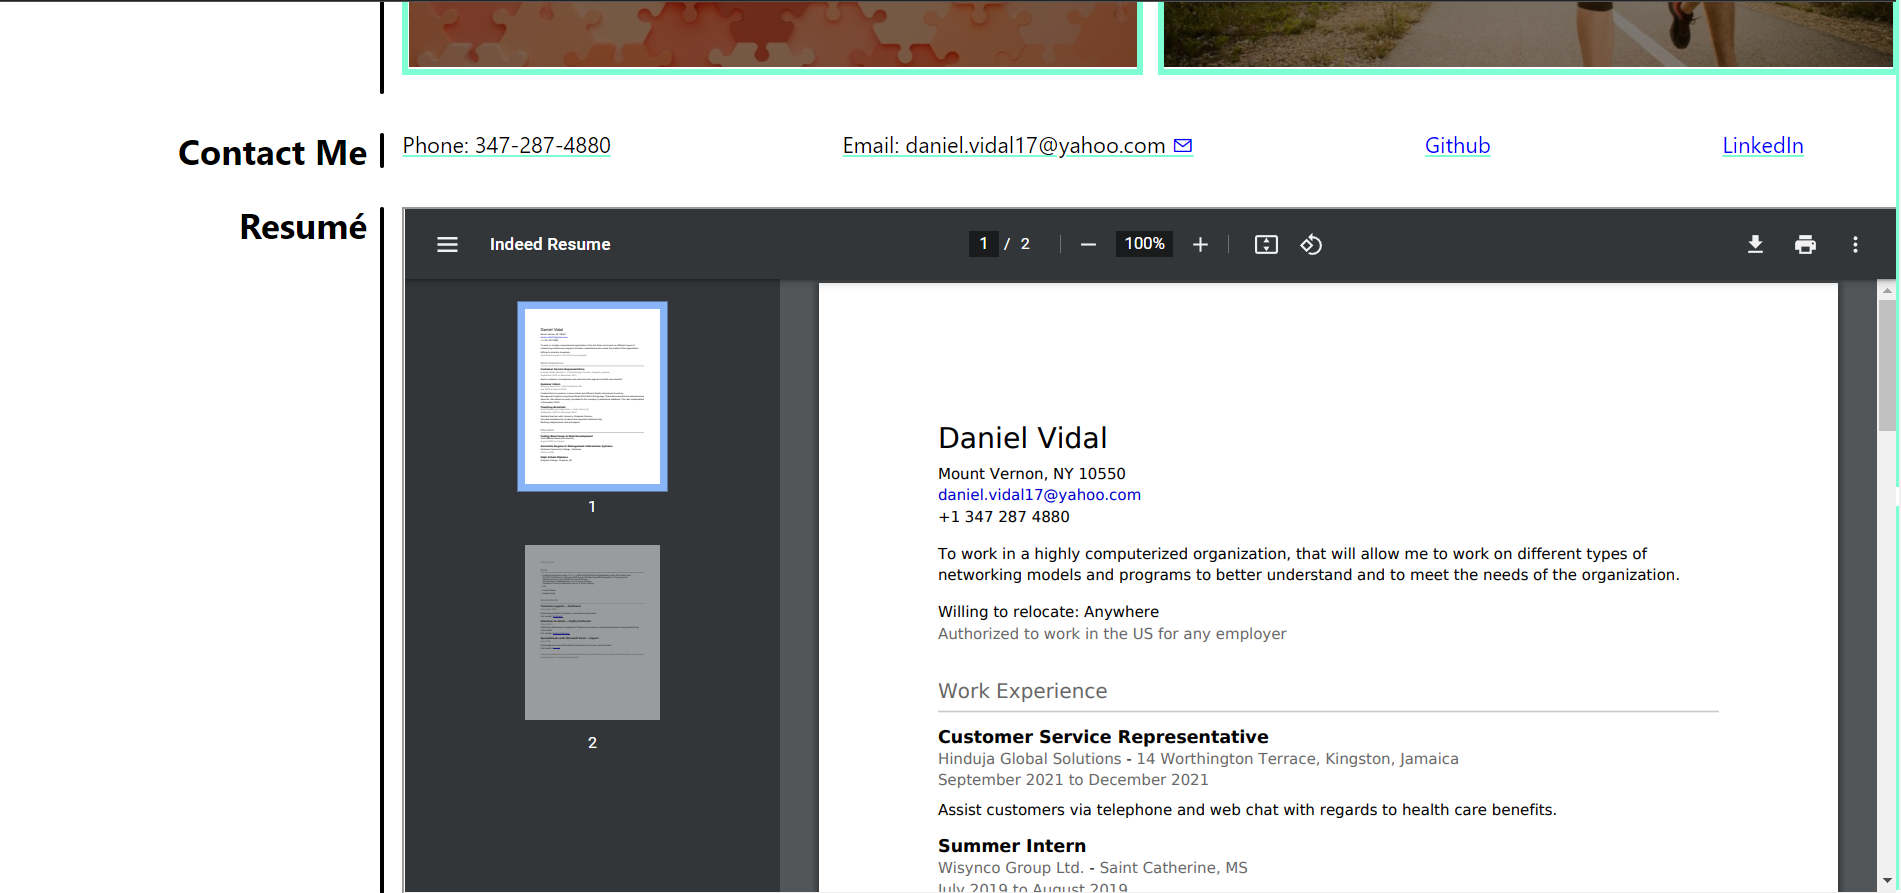 Contact Me
Phone: 347-287-4880
Email: daniel.vidal17@yahoo.com
Github
LinkedIn
Resumé
Indeed Resume
1 / 2
100%
1
2
Daniel Vidal
Mount Vernon, NY 10550
daniel.vidal17@yahoo.com
+1 347 287 4880
To work in a highly computerized organization, that will allow me to work on different types of
networking models and programs to better understand and to meet the needs of the organization.
Willing to relocate: Anywhere
Authorized to work in the US for any employer
Work Experience
Customer Service Representative
Hinduja Global Solutions - 14 Worthington Terrace, Kingston, Jamaica
September 2021 to December 2021
Assist customers via telephone and web chat with regards to health care benefits.
Summer Intern
Wisynco Group Ltd. - Saint Catherine, MS
July 2019 to August 2019